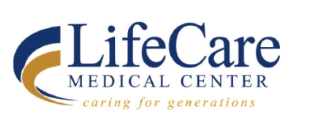 LifeCare
MEDICAL CENTER
caring for generations